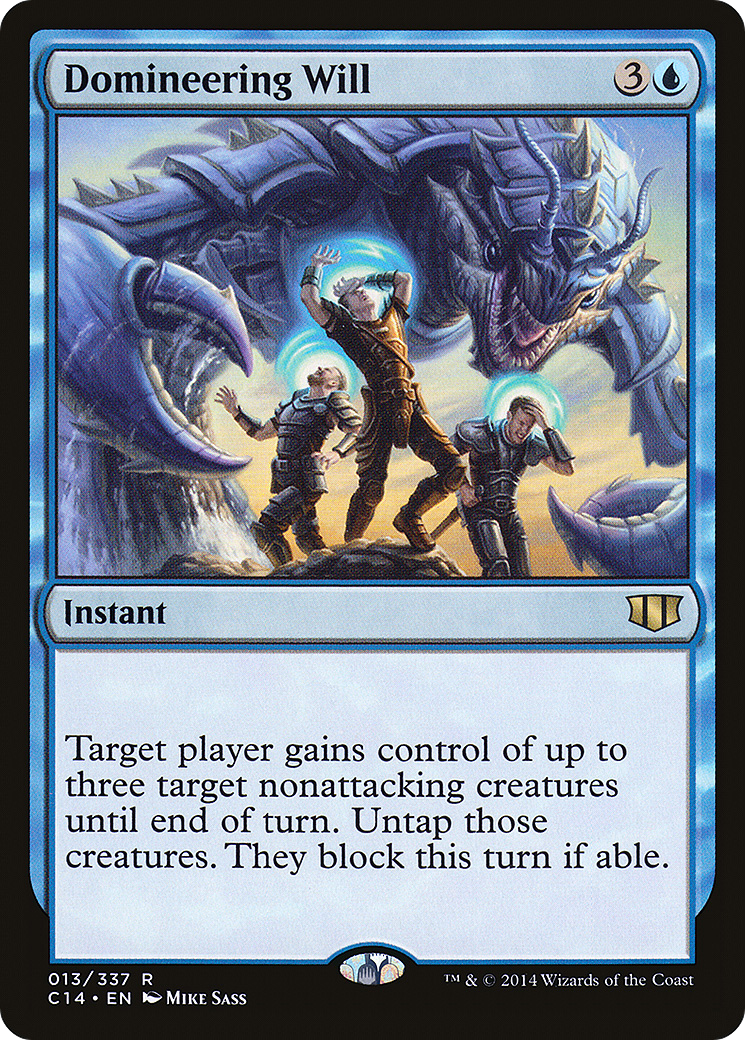 Domineering Will 3
Instant
Target player gains control of up to
three target nonattacking creatures
until end of turn. Untap those
creatures. They block this turn if able.
013/337 R
C14 • EN Mike Sass
™ & © 2014 Wizards of the Coast